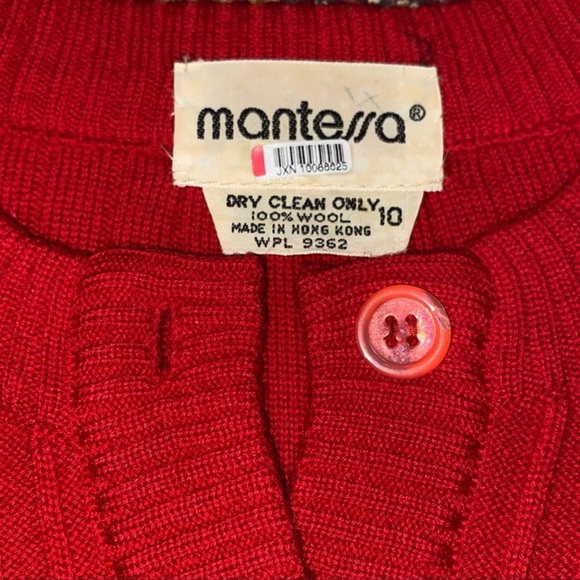 mantessa®
JXN 10066625
DRY CLEAN ONLY
100% WOOL 10
MADE IN HONG KONG
WPL 9362